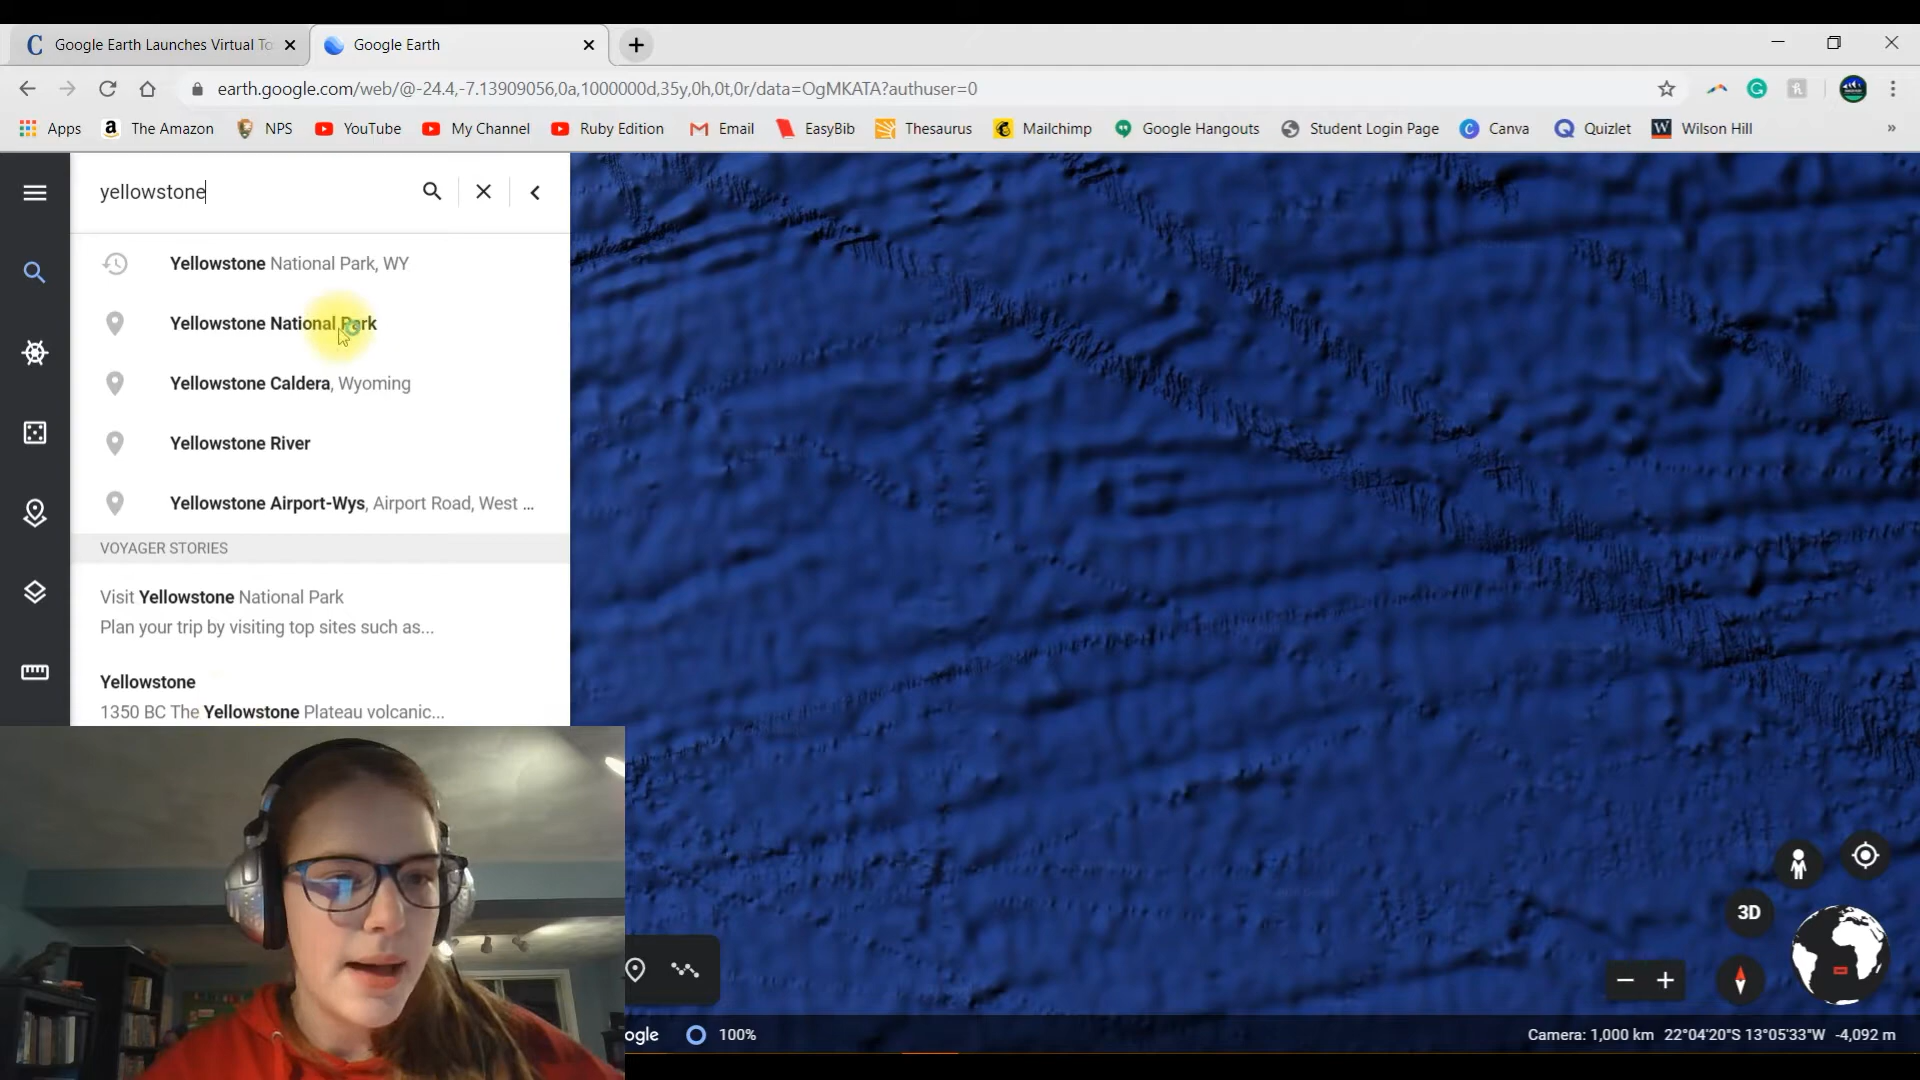 Google Earth Launches Virtual To
Google Earth
earth.google.com/web/@-24.4,-7.13909056,0a,1000000d,35y,0h,0t,0r/data=OgMKATA?authuser=0
Apps The Amazon NPS YouTube My Channel Ruby Edition Email EasyBib Thesaurus Mailchimp Google Hangouts Student Login Page Canva Quizlet Wilson Hill »
yellowstone
Yellowstone National Park, WY
Yellowstone National Park
Yellowstone Caldera, Wyoming
Yellowstone River
Yellowstone Airport-Wys, Airport Road, West ...
VOYAGER STORIES
Visit Yellowstone National Park
Plan your trip by visiting top sites such as...
Yellowstone
1350 BC The Yellowstone Plateau volcanic...
3D
ogle 100%
Camera: 1,000 km 22°04'20"S 13°05'33"W -4,092 m